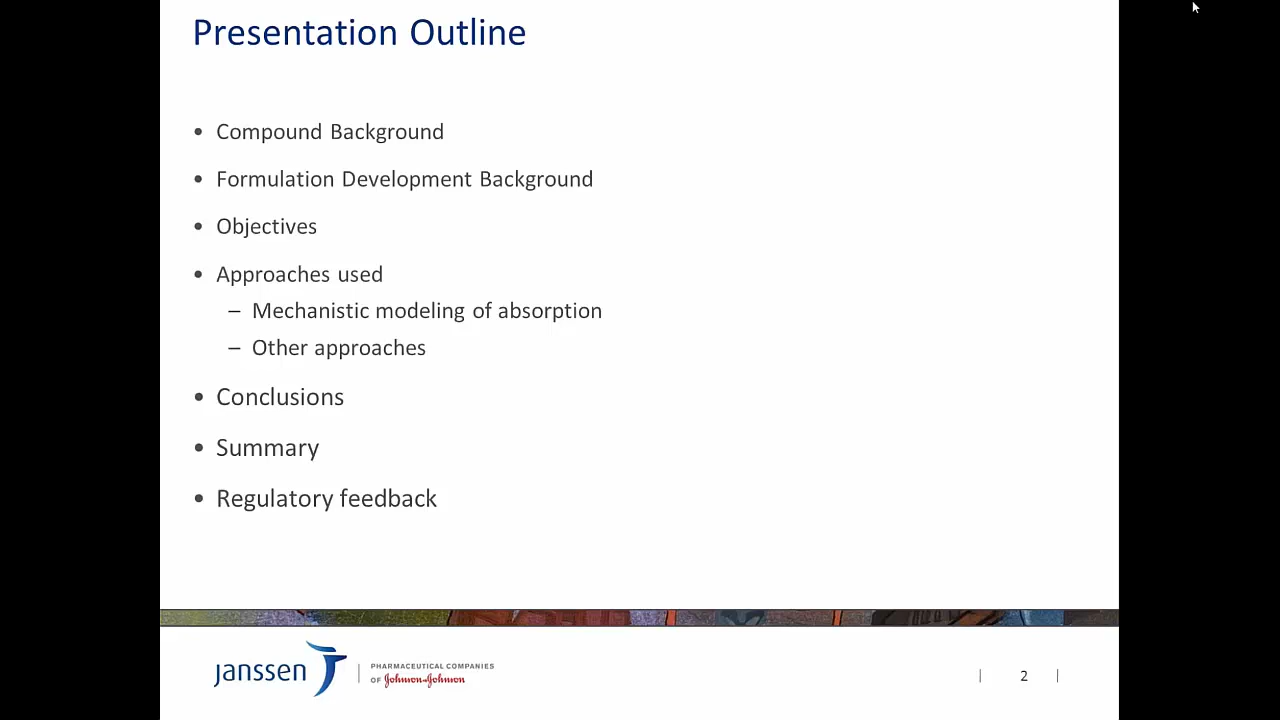 Presentation Outline
• Compound Background
• Formulation Development Background
• Objectives
• Approaches used
– Mechanistic modeling of absorption
– Other approaches
• Conclusions
• Summary
• Regulatory feedback
janssen
PHARMACEUTICAL COMPANIES
OF Johnson & Johnson
| 2 |